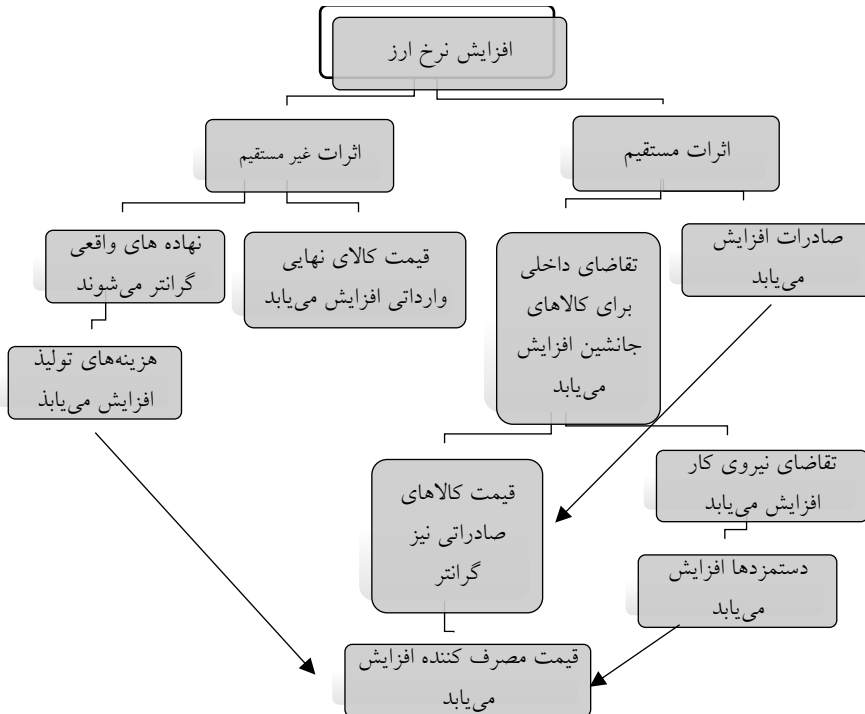 افزایش نرخ ارز
اثرات مستقیم
اثرات غیر مستقیم
صادرات افزایش
می‌یابد
تقاضای داخلی
برای کالاهای
جانشین افزایش
می‌یابد
قیمت کالای نهایی
وارداتی افزایش می‌یابد
نهاده های واقعی
گرانتر می‌شوند
هزینه‌های تولیذ
افزایش می‌یابذ
تقاضای نیروی کار
افزایش می‌یابد
قیمت کالاهای
صادراتی نیز
گرانتر
دستمزدها افزایش
می‌یابد
قیمت مصرف کننده افزایش
می‌یابد